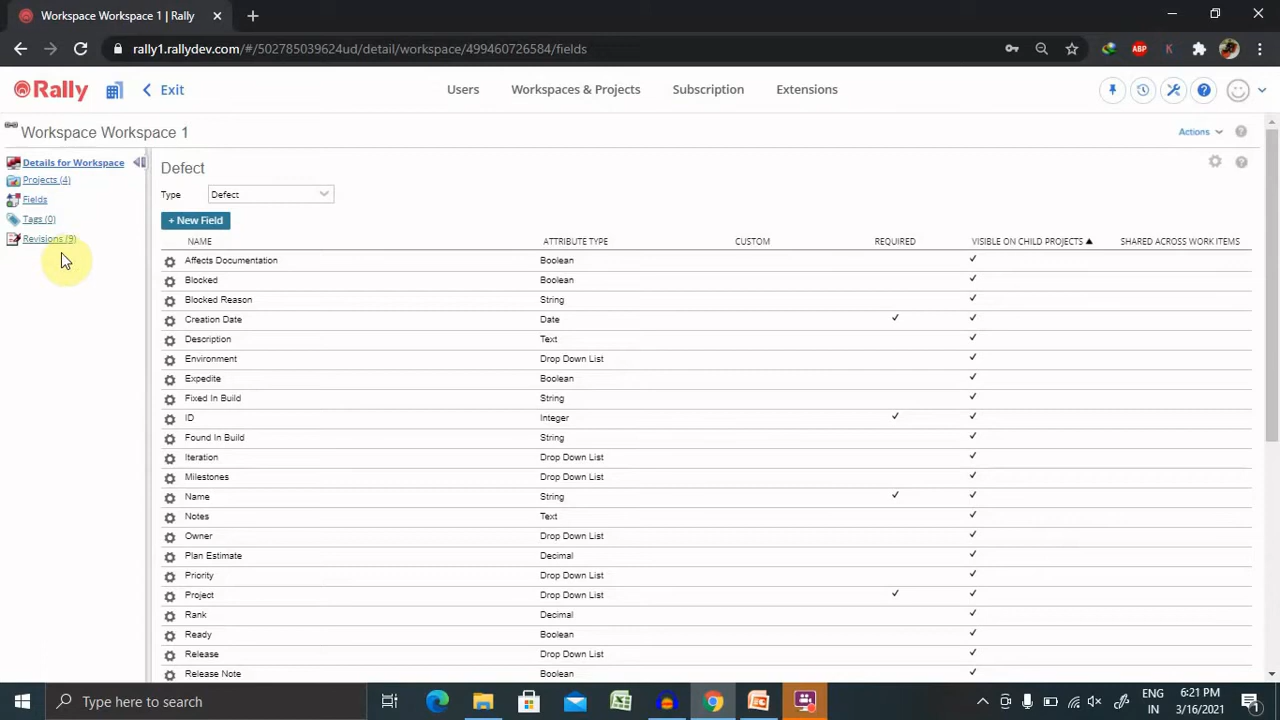 Workspace Workspace 1 | Rally
rally1.rallydev.com/#/502785039624ud/detail/workspace/499460726584/fields
ABP
K
Rally
Exit
Users
Workspaces & Projects
Subscription
Extensions
Workspace Workspace 1
Actions
Details for Workspace
Projects (4)
Fields
Tags (0)
Revisions (9)
Defect
Type
Defect
+ New Field
NAME ATTRIBUTE TYPE CUSTOM REQUIRED VISIBLE ON CHILD PROJECTS SHARED ACROSS WORK ITEMS
Affects Documentation Boolean
Blocked Boolean
Blocked Reason String
Creation Date Date
Description Text
Environment Drop Down List
Expedite Boolean
Fixed In Build String
ID Integer
Found In Build String
Iteration Drop Down List
Milestones Drop Down List
Name String
Notes Text
Owner Drop Down List
Plan Estimate Decimal
Priority Drop Down List
Project Drop Down List
Rank Decimal
Ready Boolean
Release Drop Down List
Release Note Boolean
Type here to search
ENG
IN
6:21 PM
3/16/2021
1